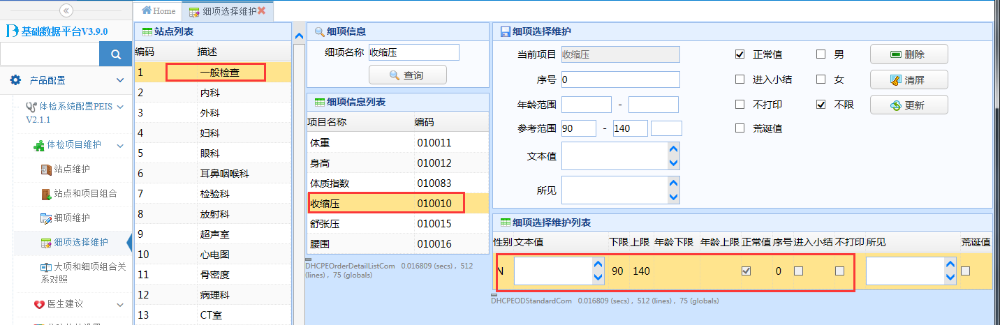 Home
细项选择维护
基础数据平台V3.9.0
产品配置
体检系统配置PEIS
V2.1.1
体检项目维护
站点维护
站点和项目组合
细项维护
细项选择维护
大项和细项组合关
系对照
医生建议
站点列表
编码 描述
1 一般检查
2 内科
3 外科
4 妇科
5 眼科
6 耳鼻咽喉科
7 检验科
8 放射科
9 超声室
10 心电图
11 骨密度
12 病理科
13 CT室
细项信息
细项名称 收缩压
查询
细项信息列表
项目名称 编码
体重 010011
身高 010012
体质指数 010083
收缩压 010010
舒张压 010015
腰围 010016
DHCPEOrderDetailListCom 0.016809 (secs) , 512
(lines) , 75 (globals)
细项选择维护
当前项目 收缩压 正常值 男 删除
序号 0 进入小结 女 清屏
年龄范围 - 不打印 不限 更新
参考范围 90 - 140 荒诞值
文本值
所见
细项选择维护列表
性别 文本值 下限 上限 年龄下限 年龄上限 正常值 序号 进入小结 不打印 所见 荒诞值
N 90 140 0
DHCPEODStandardCom 0.016809 (secs) , 512 (lines) , 75 (globals)